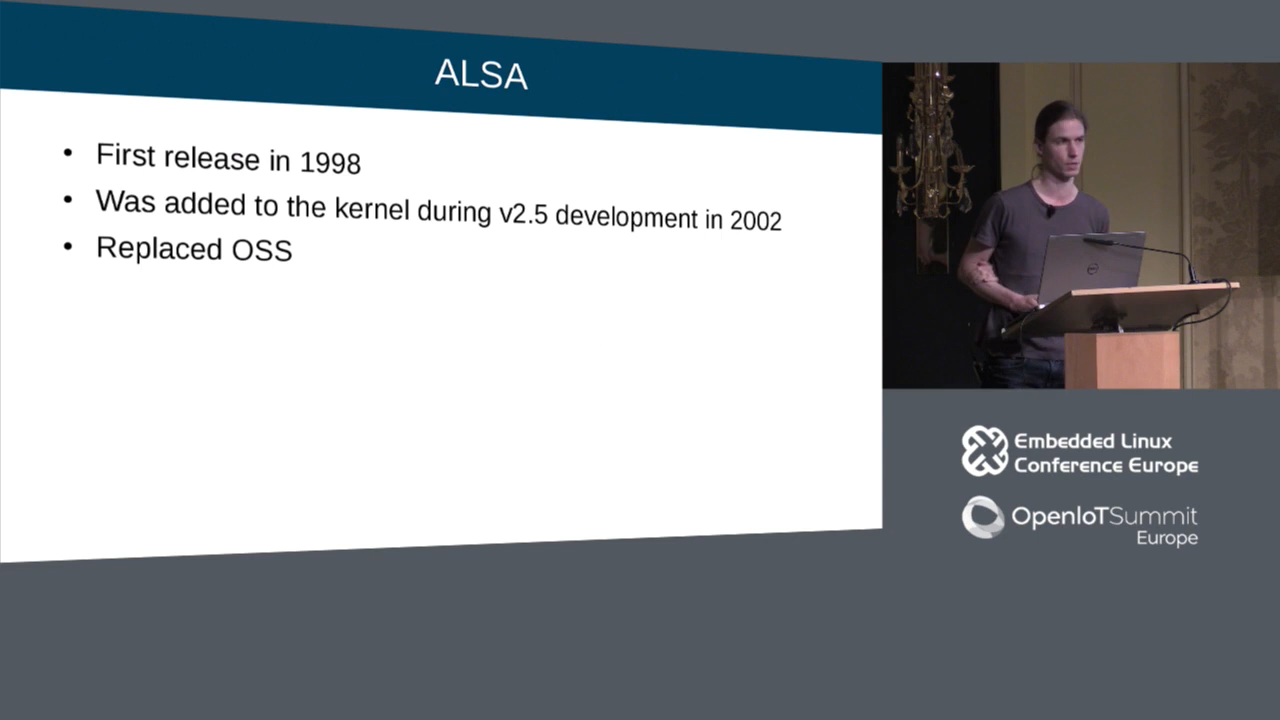 ALSA
• First release in 1998
• Was added to the kernel during v2.5 development in 2002
• Replaced OSS
Embedded Linux
Conference Europe
OpenIoTSummit
Europe